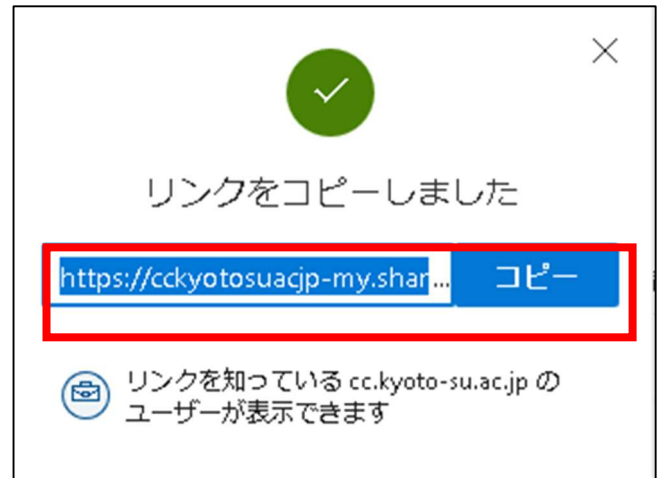 リンクをコピーしました
https://cckyotosuacjp-my.shar... コピー
リンクを知っている cc.kyoto-su.ac.jp の
ユーザーが表示できます